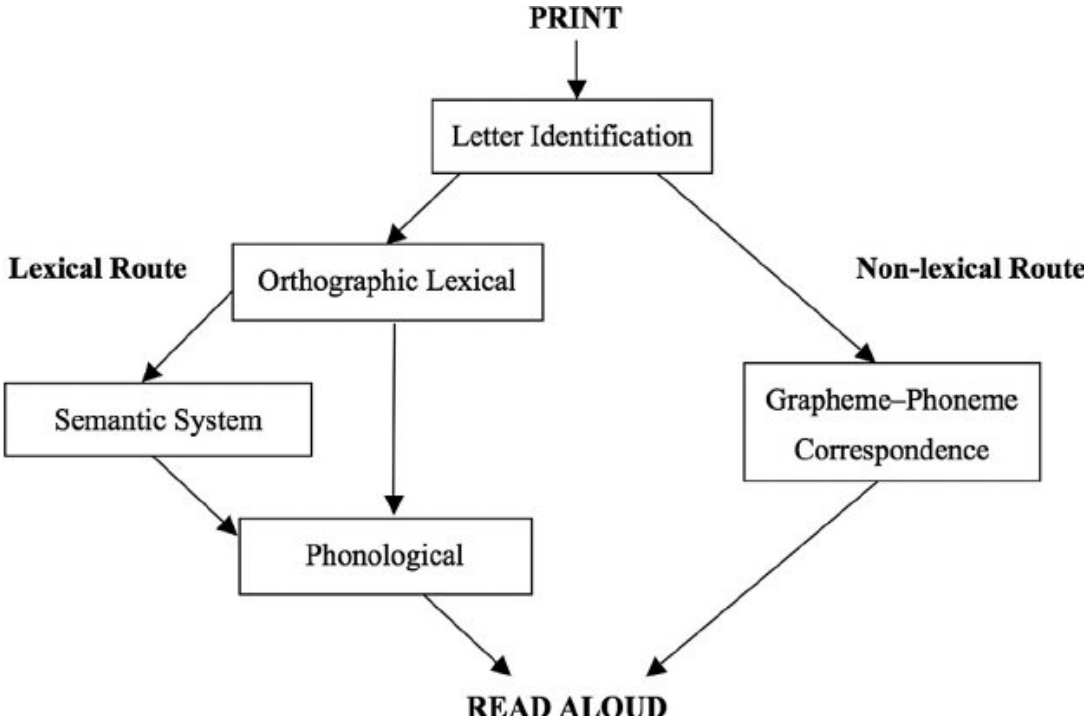 PRINT
Letter Identification
Lexical Route
Orthographic Lexical
Non-lexical Route
Semantic System
Grapheme–Phoneme
Correspondence
Phonological
READ ALOUD